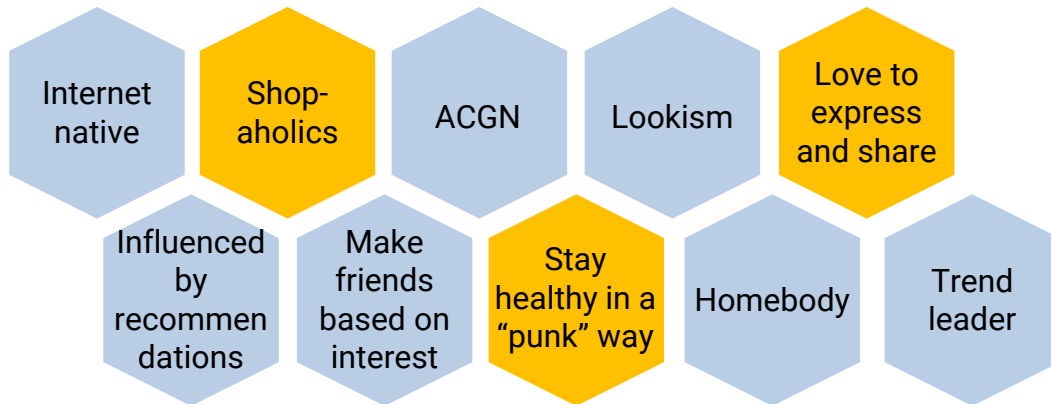 Internet
native
Shop-
aholics
ACGN
Lookism
Love to
express
and share
Influenced
by
recommen
dations
Make
friends
based on
interest
Stay
healthy in a
“punk” way
Homebody
Trend
leader